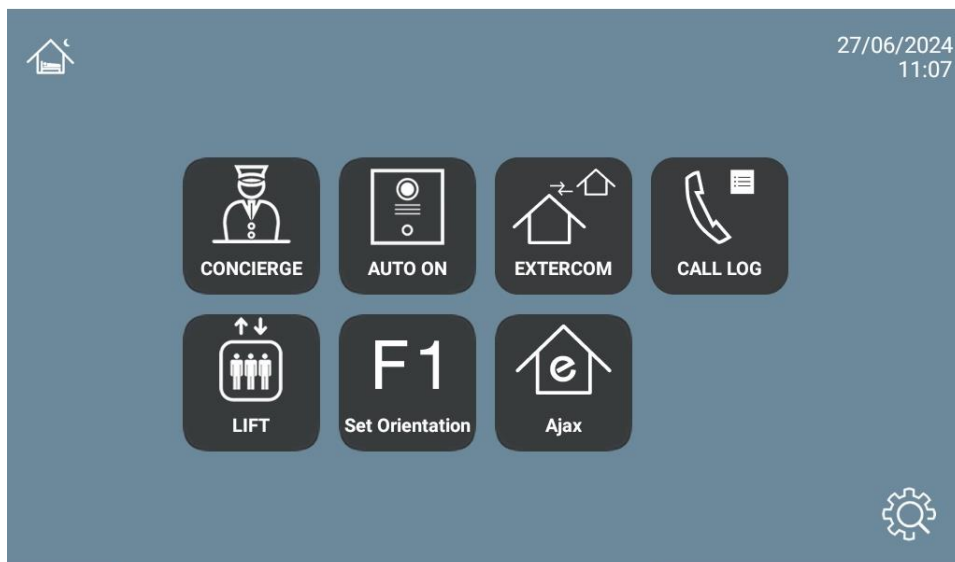 27/06/2024
11:07
CONCIERGE
AUTO ON
EXTERCOM
CALL LOG
LIFT
F1
Set Orientation
e
Ajax